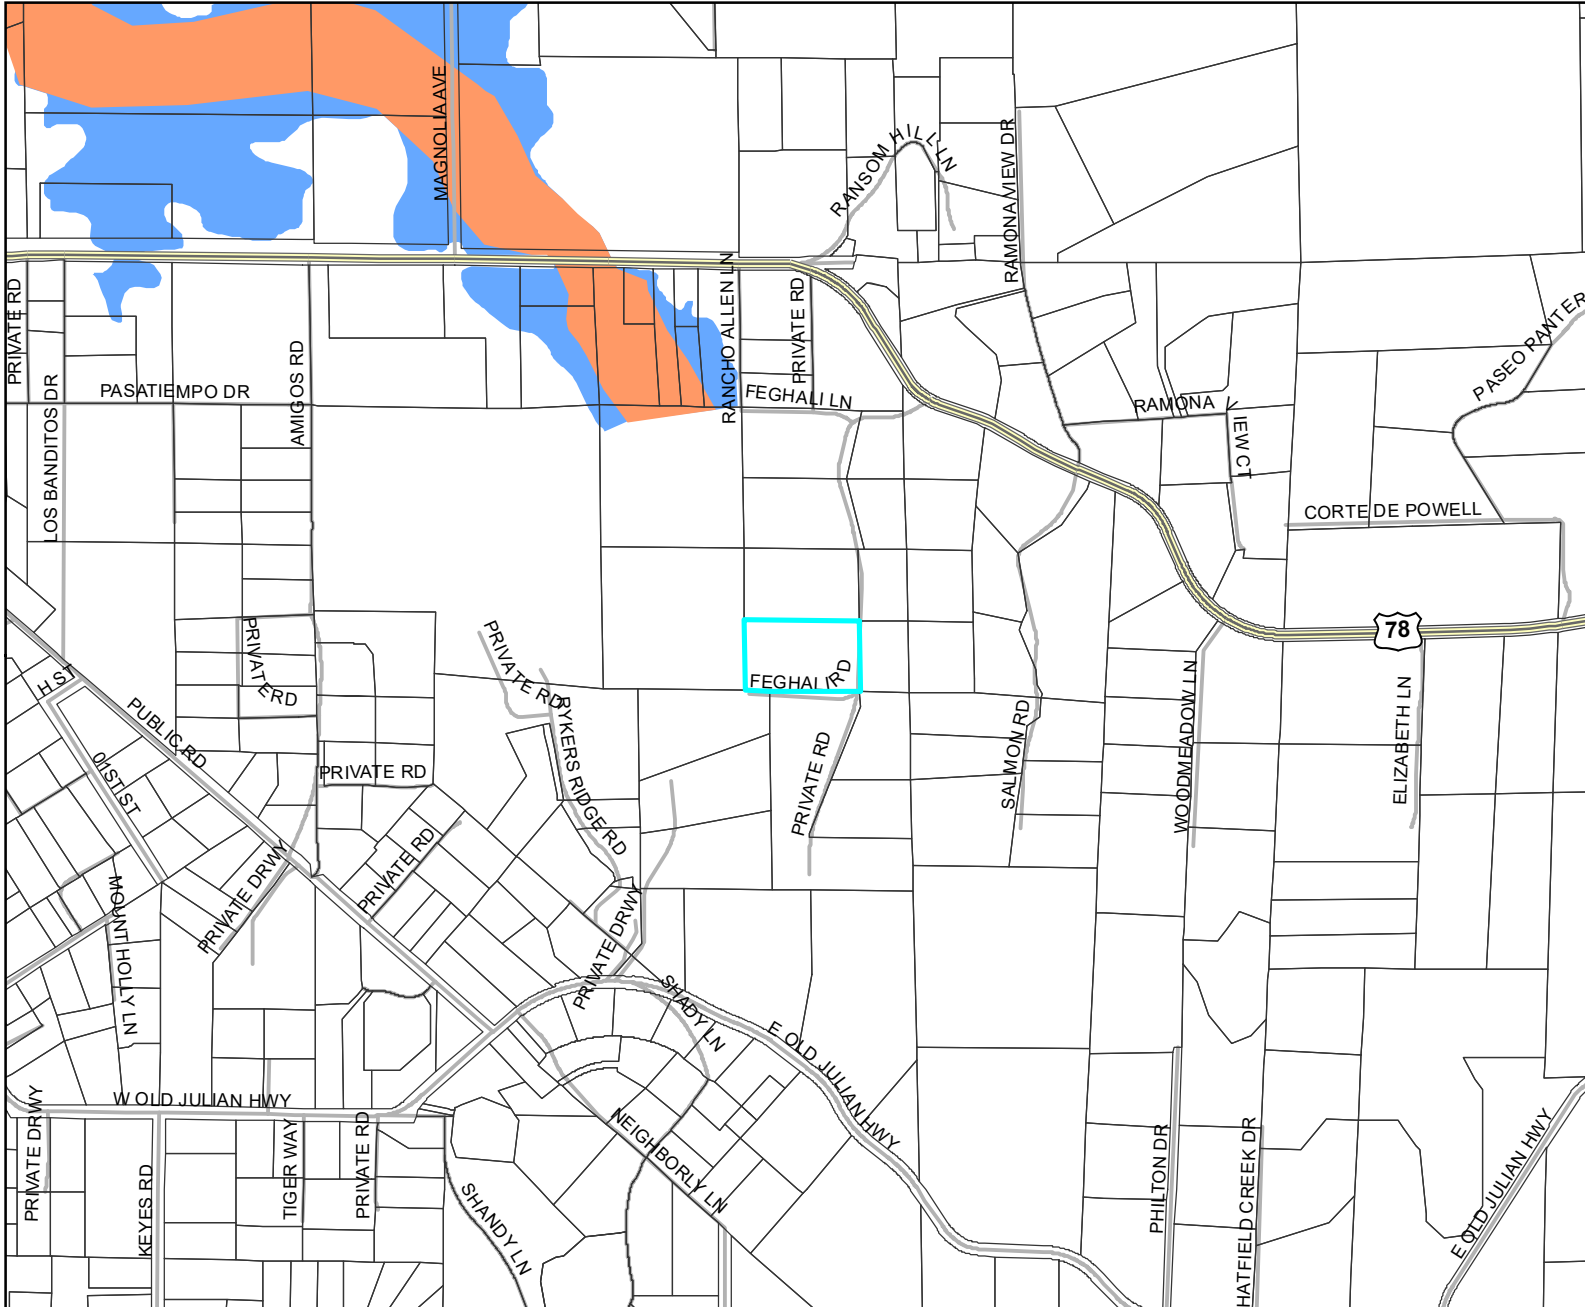 MAGNOLIA AVE
RANSOM HILL LN
RAMONA VIEW DR
PRIVATE RD
RANCHO ALLEN LN
PRIVATE RD
PASEO PANTER
AMIGOS RD
LOS BANDITOS DR
PASATIEMPO DR
FEGHALI LN
RAMONA VIEW CT
CORTE DE POWELL
78
PRIVATE RD
PRIVATE RD
H ST
FEGHALI RD
RYKERS RIDGE RD
PUBLIC RD
SALMON RD
WOODMEADOW LN
ELIZABETH LN
01ST ST
PRIVATE RD
PRIVATE RD
PRIVATE RD
PRIVATE DRWY
MOUNT HOLLY LN
PRIVATE DRWY
SHADY LN
E OLD JULIAN HWY
W OLD JULIAN HWY
PRIVATE DRWY
KEYES RD
TIGER WAY
PRIVATE RD
NEIGHBORLY LN
SHANDY LN
PHILTON DR
HATFIELD CREEK DR
E OLD JULIAN HWY